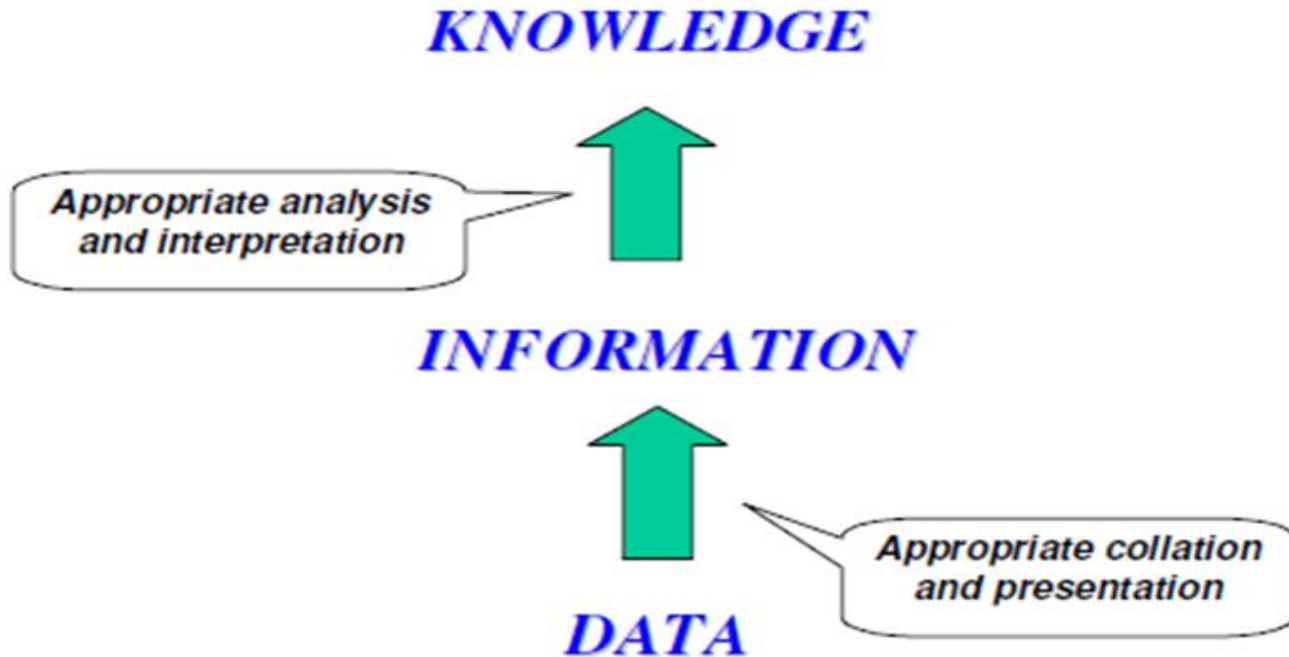 KNOWLEDGE
Appropriate analysis
and interpretation
INFORMATION
Appropriate collation
and presentation
DATA